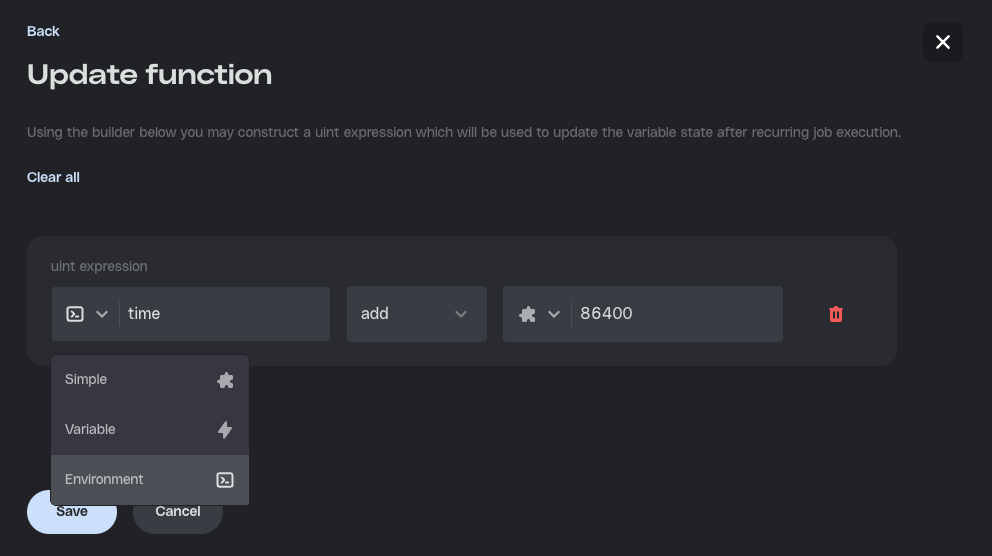 Back
Update function
Using the builder below you may construct a uint expression which will be used to update the variable state after recurring job execution.
Clear all
uint expression
time add 86400
Simple
Variable
Environment
Save Cancel